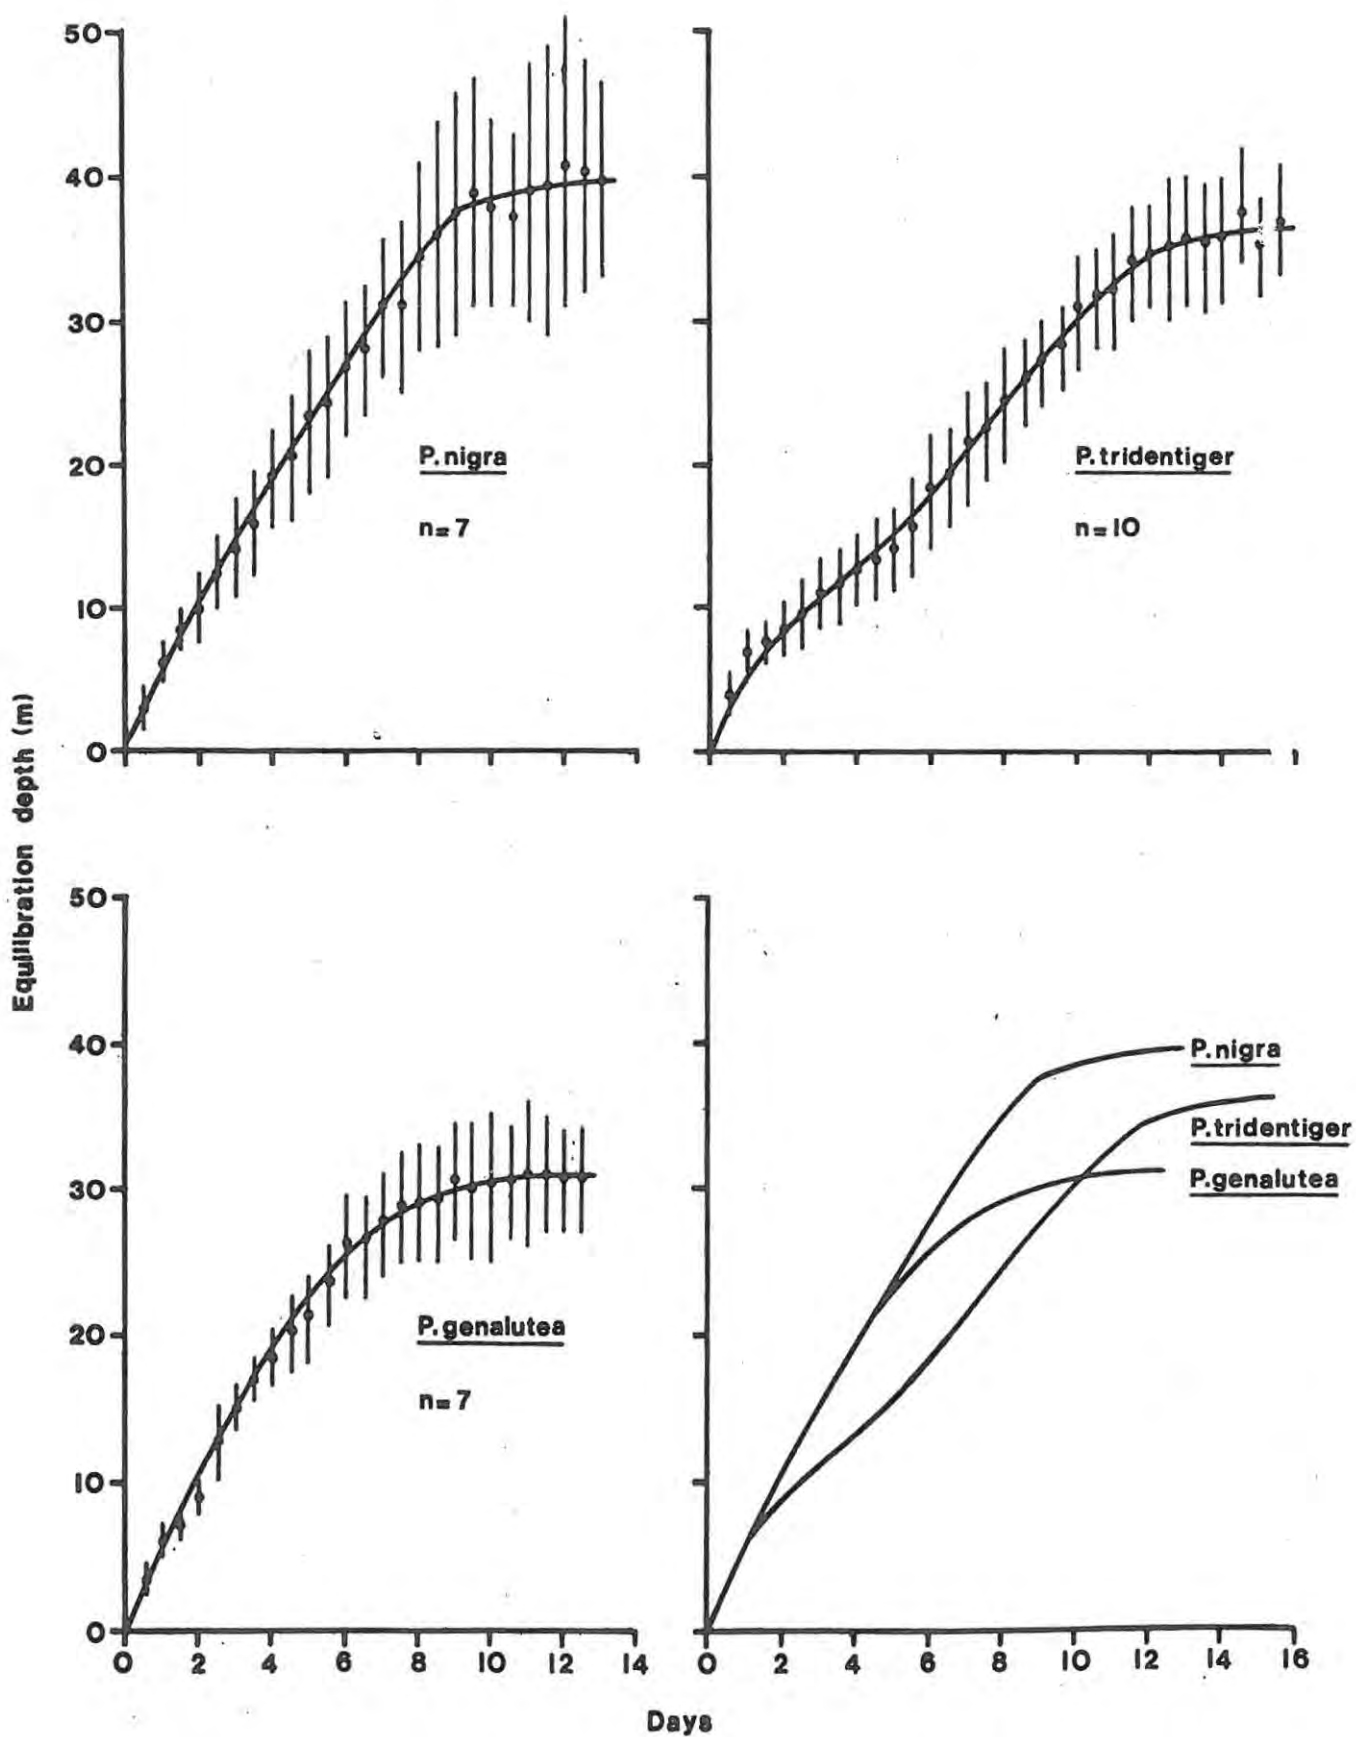 50
40
30
20
10
0
P.nigra
n=7
P.tridentiger
n=10
Equilibration depth (m)
50
40
30
20
10
0
P.genalutea
n=7
P.nigra
P.tridentiger
P.genalutea
0 2 4 6 8 10 12 14
0 2 4 6 8 10 12 14 16
Days